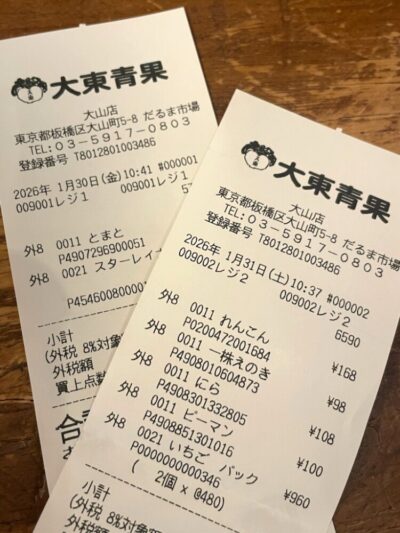 大東青果
大山店
東京都板橋区大山町5-8 だるま市場
TEL:03-5917-0803
登録番号 T8012801003486
2026年 1月30日(金)10:41 #000001
009001レジ1 009001レジ1
外8 0011 とまと
P4907296900051
外8 0021 スターレイ
P45460080000
小計
(外税 8%対象
外税額
買上点数
合
大東青果
大山店
東京都板橋区大山町5-8 だるま市場
TEL:03-5917-0803
登録番号 T8012801003486
2026年 1月31日(土)10:37 #000002
009002レジ2 009002レジ2
6590
外8 0011 れんこん
P0200472001684 ¥168
外8 0011 一株えのき
P4908010604873 ¥98
外8 0011 にら
P4908301332805 ¥108
外8 0011 ピーマン
P4908851301016 ¥100
外8 0021 いちご パック
P0000000000346 ¥960
( 2個 x @480)
小計
(外税 8%対象額
外税額